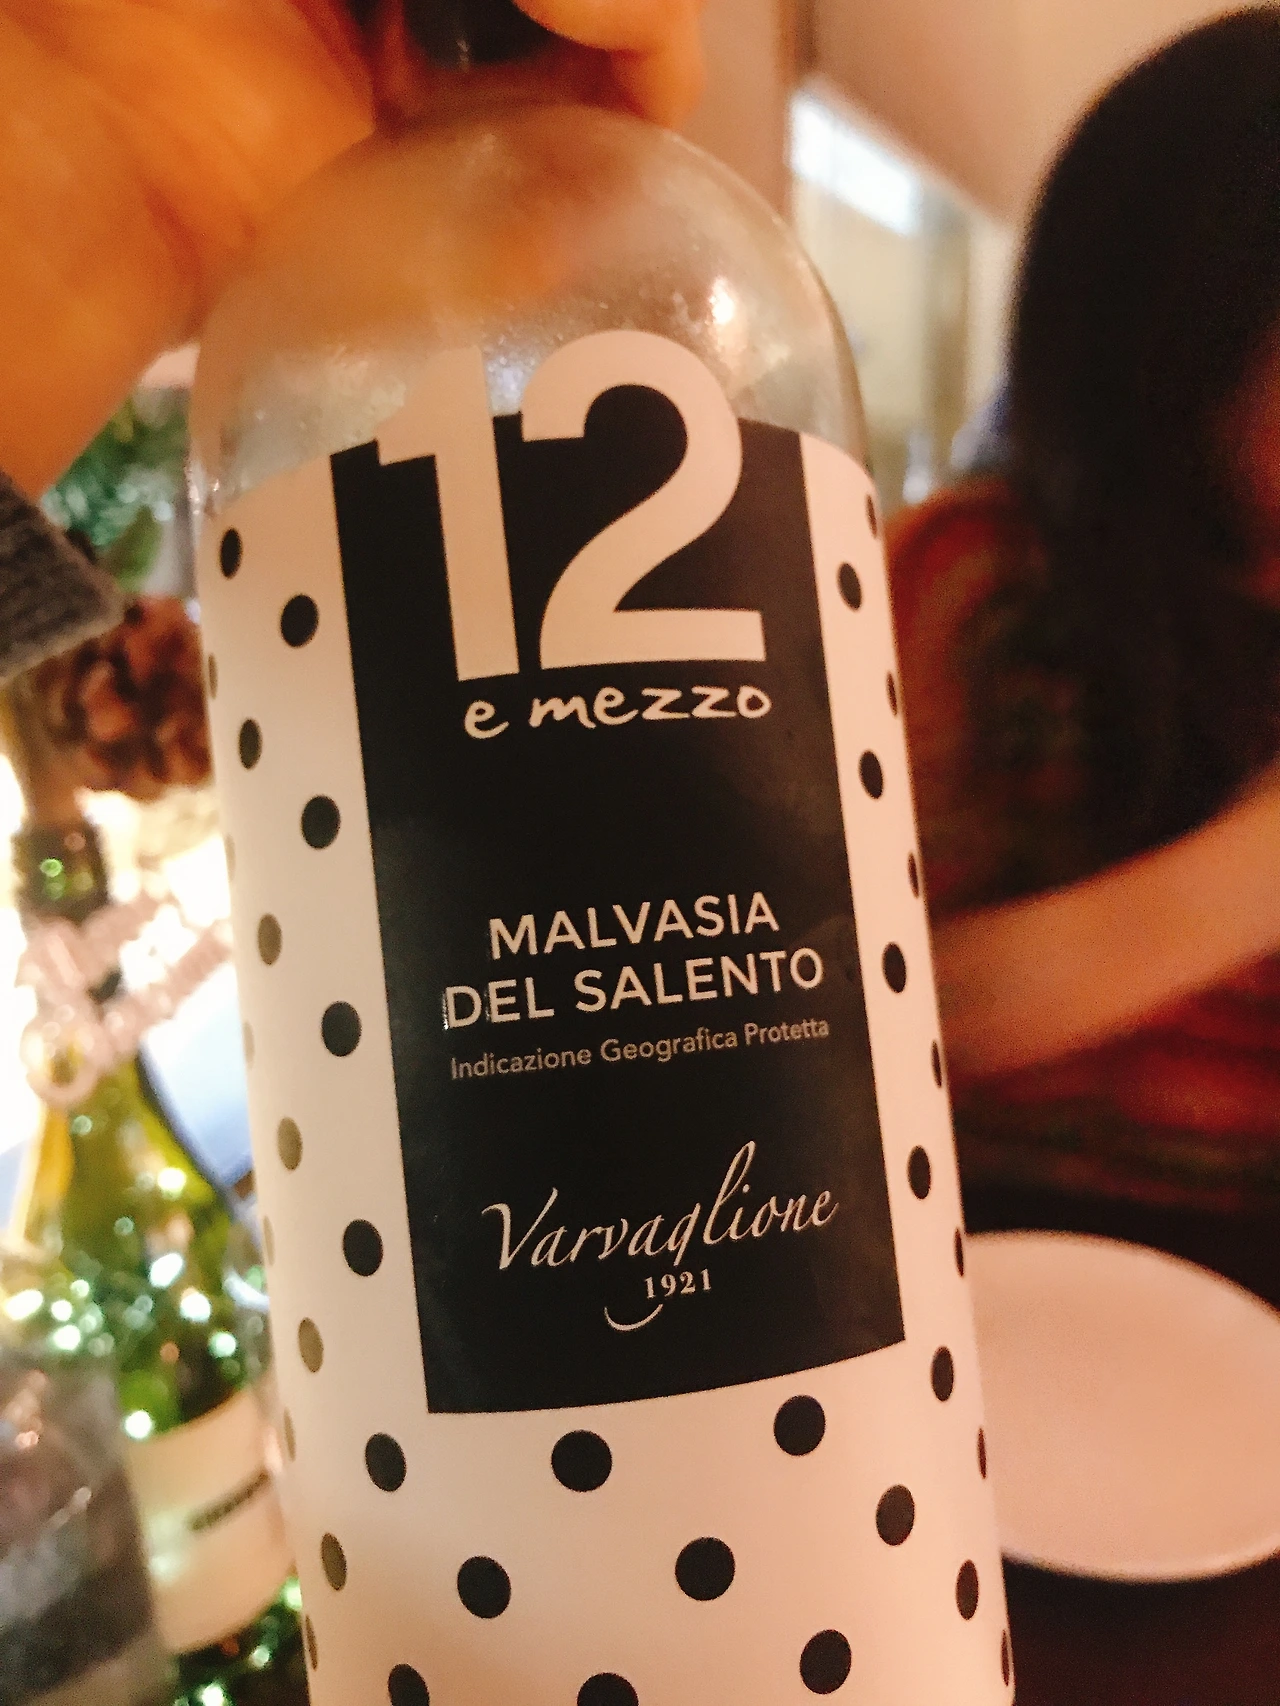 12
e mezzo
MALVASIA
DEL SALENTO
Indicazione Geografica Protetta
Varvaglione
1921